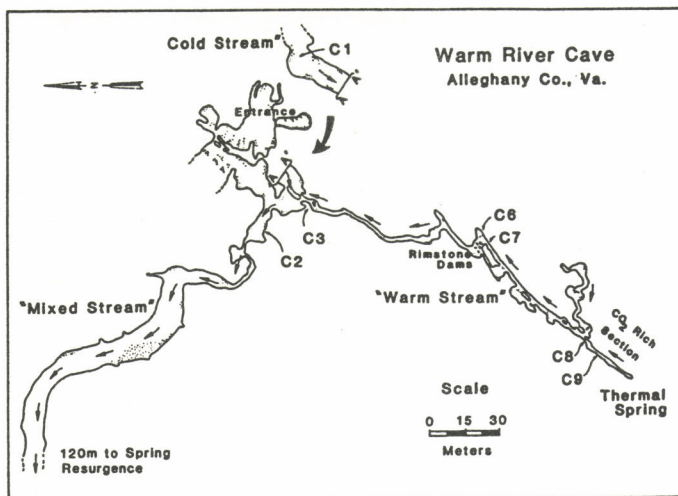 Cold Stream"
C1
Warm River Cave
Alleghany Co., Va.
N
Entrance
C6
C7
C3
C2
Rimstone
Dams
"Warm Stream"
"Mixed Stream"
CO2 Rich
Section
C8
C9
Thermal
Spring
Scale
0 15 30
Meters
120m to Spring
Resurgence